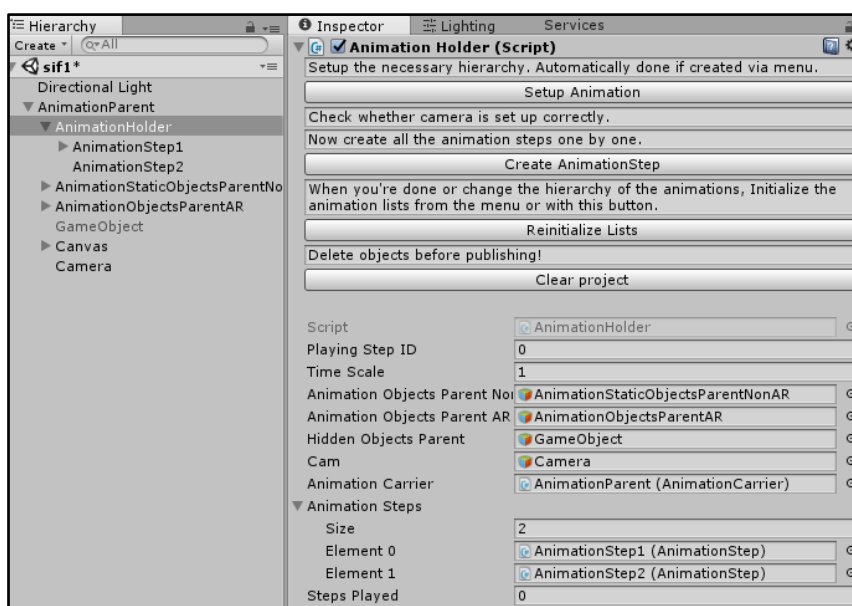 Hierarchy
Create
All
sif1*
Directional Light
AnimationParent
AnimationHolder
AnimationStep1
AnimationStep2
AnimationStaticObjectsParentNo
AnimationObjectsParentAR
GameObject
Canvas
Camera
Inspector Lighting Services
Animation Holder (Script)
Setup the necessary hierarchy. Automatically done if created via menu.
Setup Animation
Check whether camera is set up correctly.
Now create all the animation steps one by one.
Create AnimationStep
When you're done or change the hierarchy of the animations, Initialize the
animation lists from the menu or with this button.
Reinitialize Lists
Delete objects before publishing!
Clear project
Script AnimationHolder
Playing Step ID 0
Time Scale 1
Animation Objects Parent Non AnimationStaticObjectsParentNonAR
Animation Objects Parent AR AnimationObjectsParentAR
Hidden Objects Parent GameObject
Cam Camera
Animation Carrier AnimationParent (AnimationCarrier)
Animation Steps
Size 2
Element 0 AnimationStep1 (AnimationStep)
Element 1 AnimationStep2 (AnimationStep)
Steps Played 0